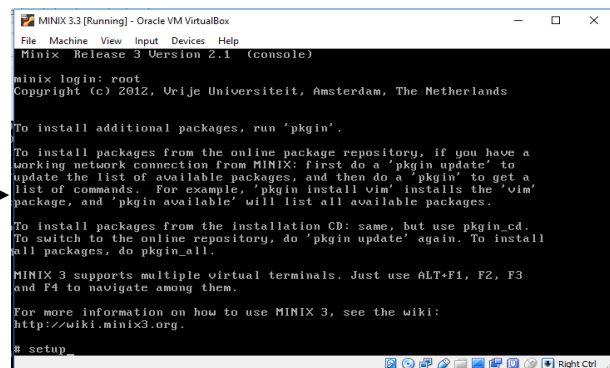 MINIX 3.3 [Running] - Oracle VM VirtualBox
File Machine View Input Devices Help
Minix Release 3 Version 2.1 (console)
minix login: root
Copyright (c) 2012, Vrije Universiteit, Amsterdam, The Netherlands
To install additional packages, run 'pkgin'.
To install packages from the online package repository, if you have a
working network connection from MINIX: first do a 'pkgin update' to
update the list of available packages, and then do a 'pkgin' to get a
list of commands. For example, 'pkgin install vim' installs the 'vim'
package, and 'pkgin available' will list all available packages.
To install packages from the installation CD: same, but use pkgin_cd.
To switch to the online repository, do 'pkgin update' again. To install
all packages, do pkgin_all.
MINIX 3 supports multiple virtual terminals. Just use ALT+F1, F2, F3
and F4 to navigate among them.
For more information on how to use MINIX 3, see the wiki:
http://wiki.minix3.org.
# setup_
Right Ctrl